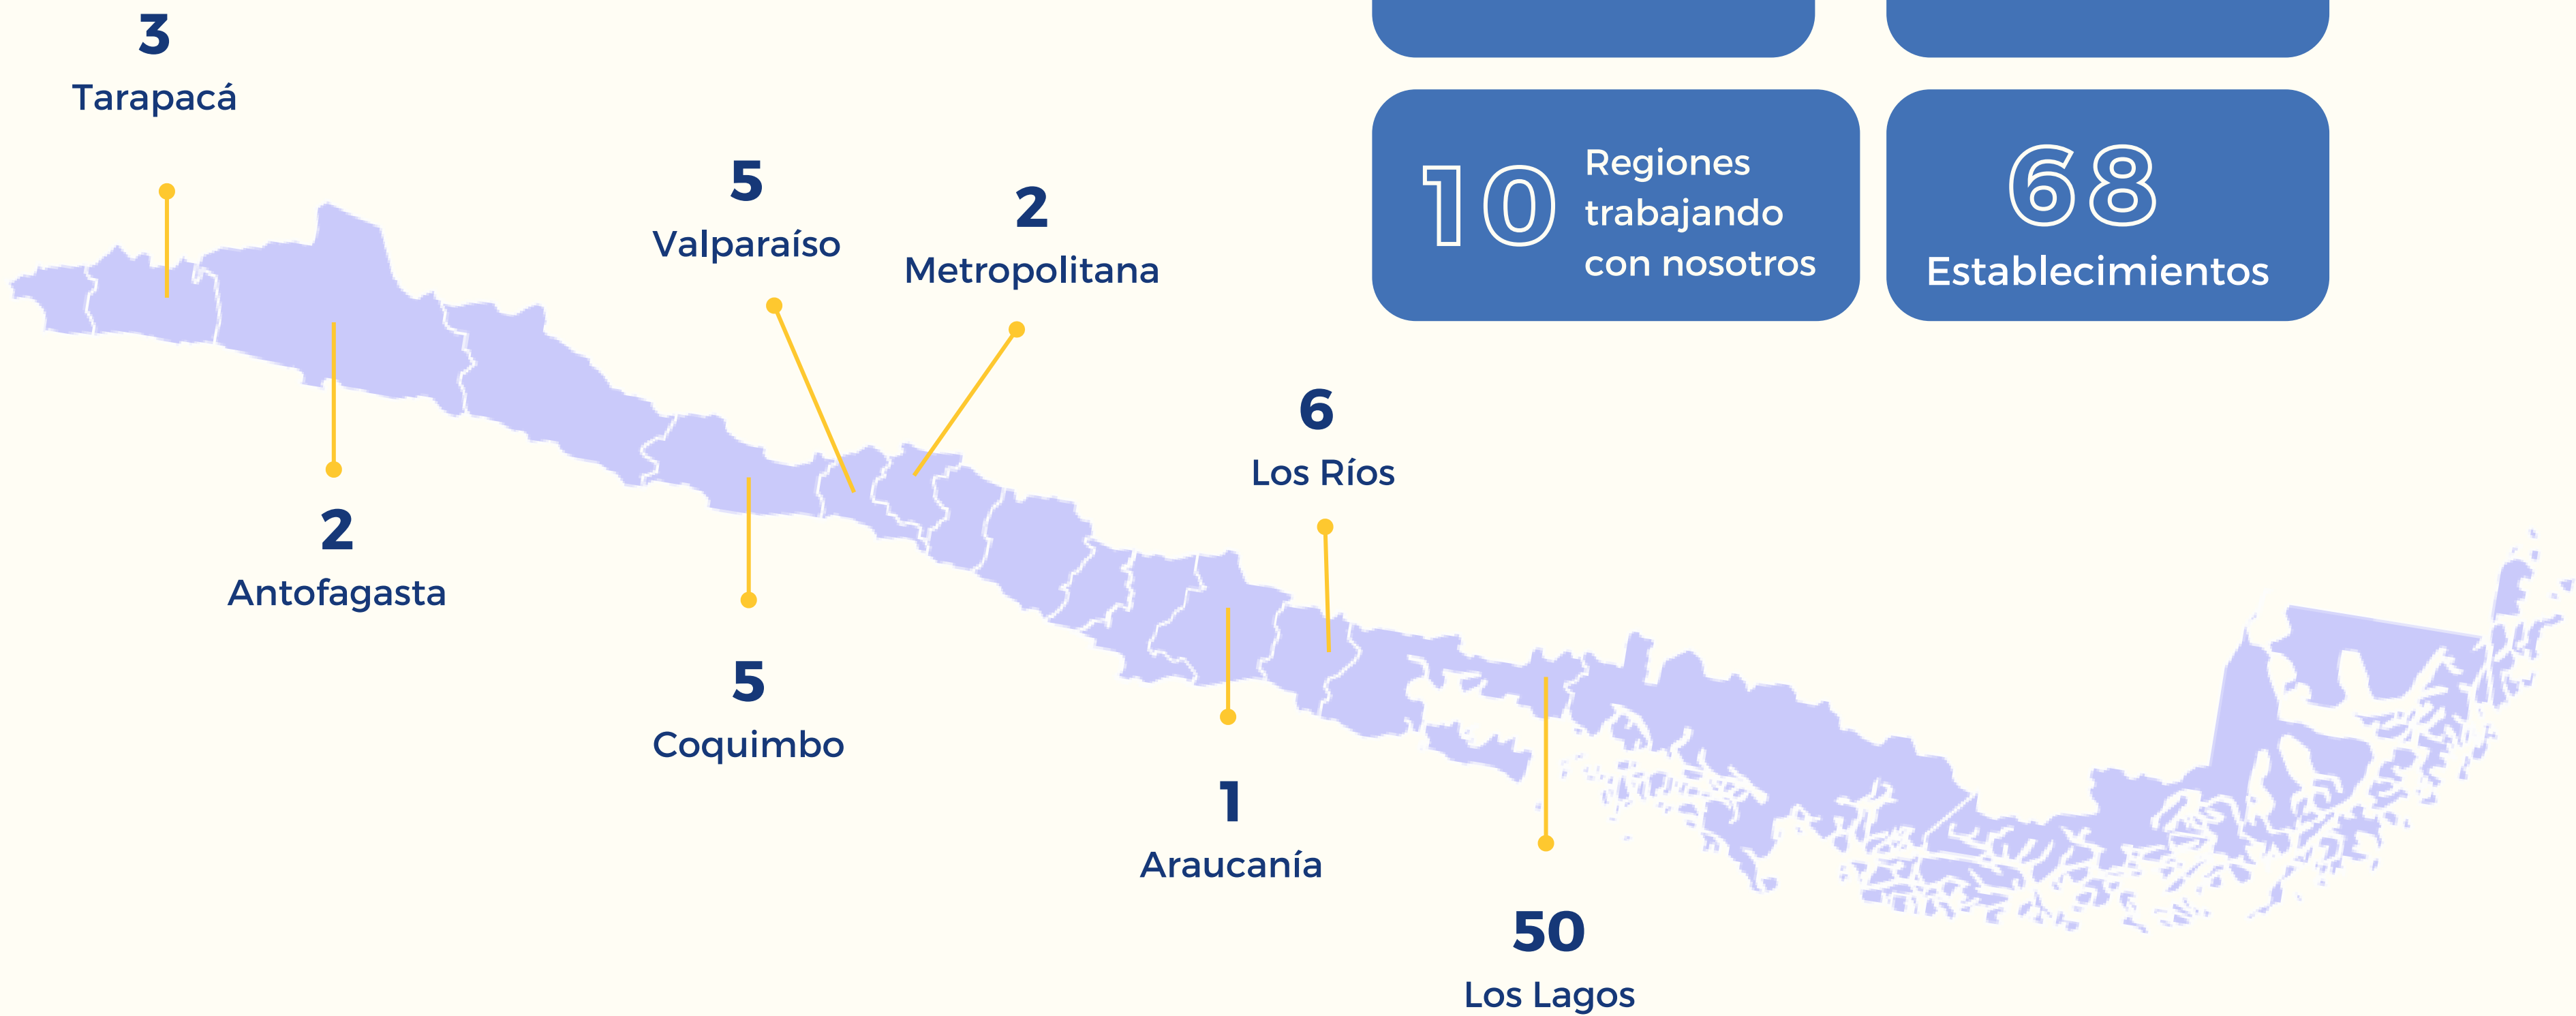 3
Tarapacá
5
Valparaíso
2
Metropolitana
10
Regiones
trabajando
con nosotros
68
Establecimientos
6
Los Ríos
2
Antofagasta
5
Coquimbo
1
Araucanía
50
Los Lagos